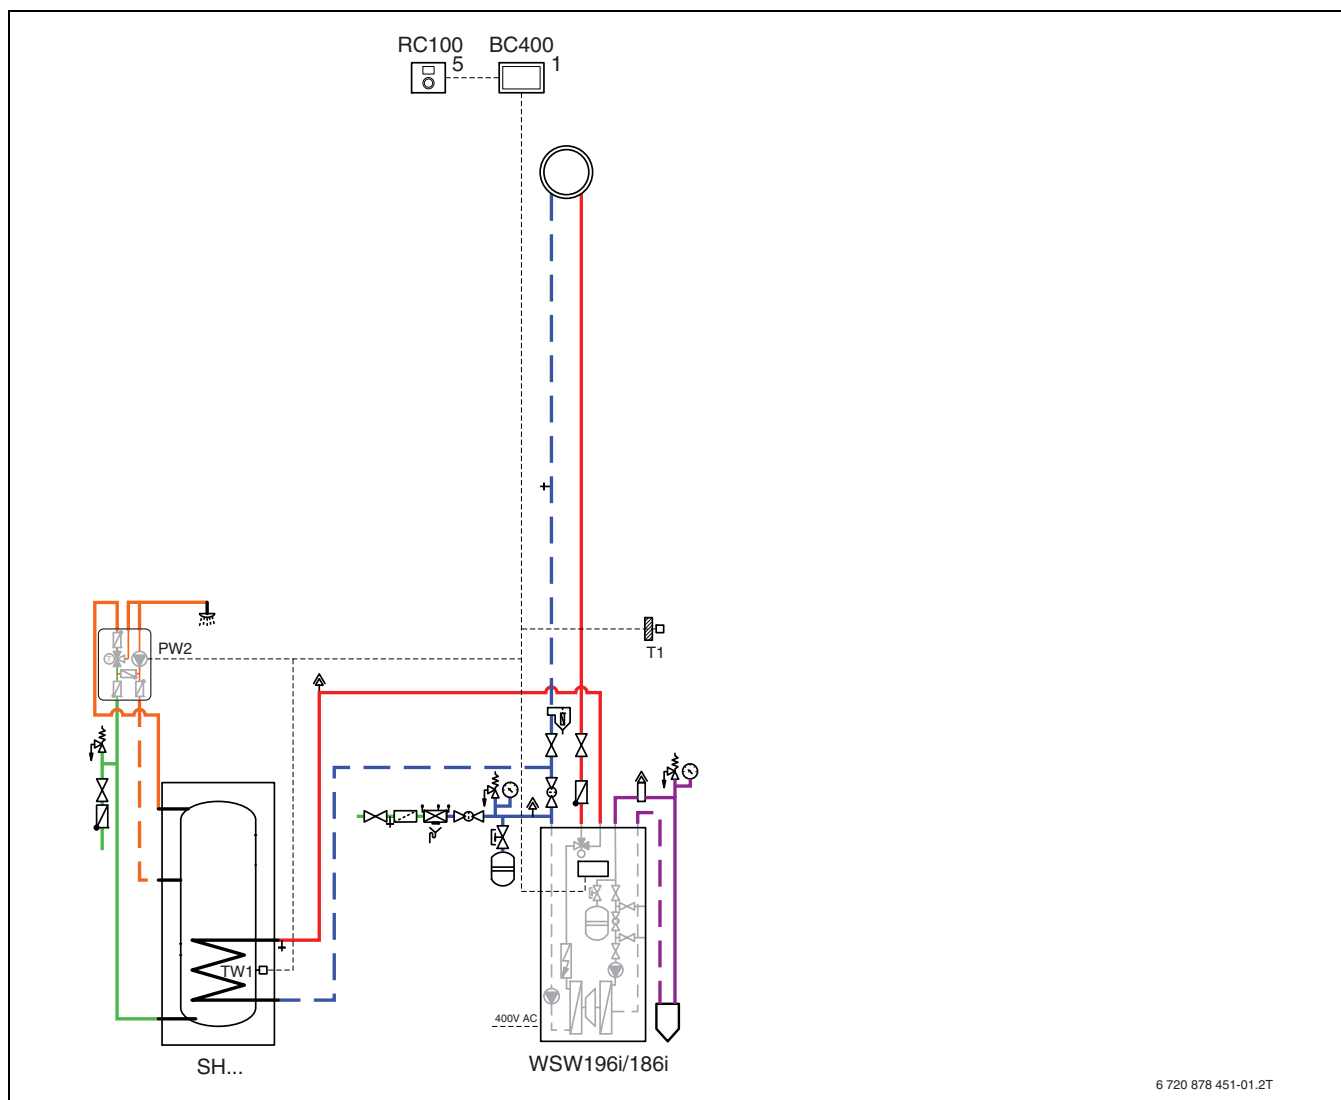 RC100
5
BC400
1
T1
PW2
T
TW1
400V AC
SH...
WSW196i/186i
6 720 878 451-01.2T